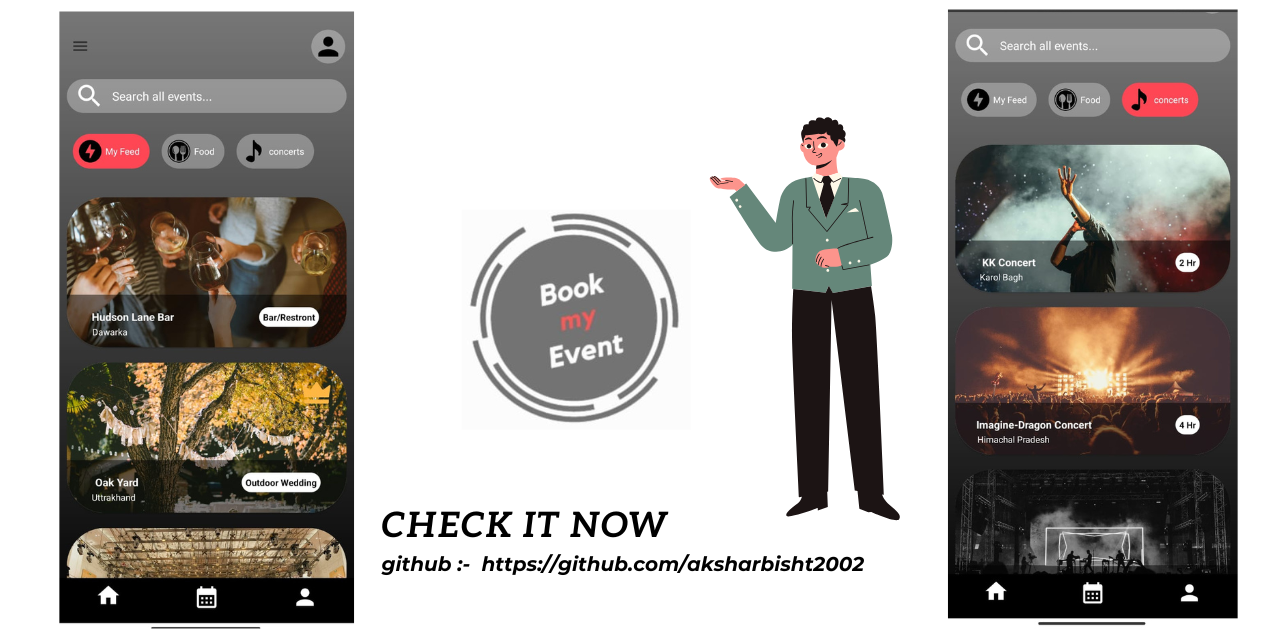 Search all events...
My Feed
Food
concerts
Hudson Lane Bar
Bar/Restront
Dawarka
Oak Yard
Outdoor Wedding
Uttrakhand
Book
my
Event
CHECK IT NOW
github :- https://github.com/aksharbisht2002
Search all events...
My Feed
Food
concerts
KK Concert
2 Hr
Karol Bagh
Imagine-Dragon Concert
4 Hr
Himachal Pradesh